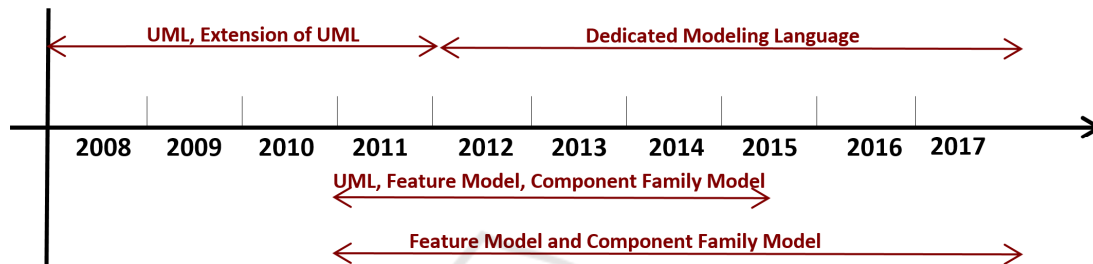 UML, Extension of UML
Dedicated Modeling Language
2008 2009 2010 2011 2012 2013 2014 2015 2016 2017
UML, Feature Model, Component Family Model
Feature Model and Component Family Model